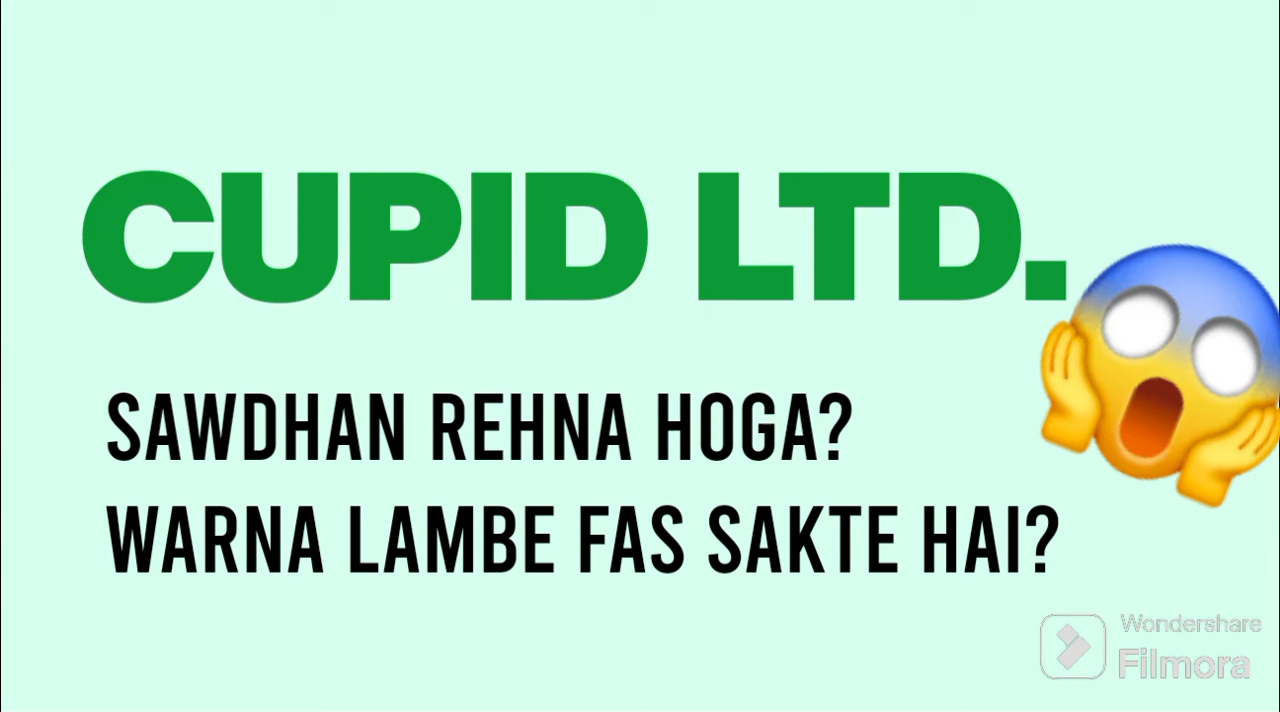 CUPID LTD.
SAWDHAN REHNA HOGA?
WARNA LAMBE FAS SAKTE HAI?
Wondershare
Filmora